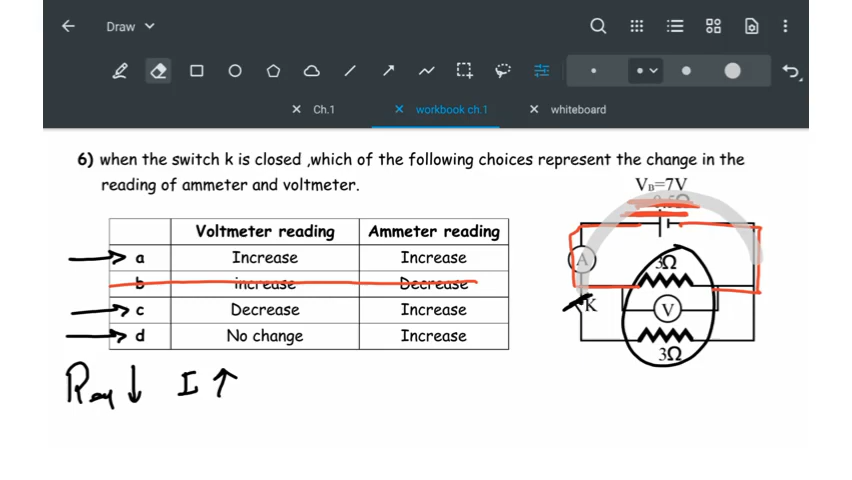 Draw
Ch.1 workbook ch.1 whiteboard
6) when the switch k is closed ,which of the following choices represent the change in the
reading of ammeter and voltmeter.
VB=7V
Voltmeter reading Ammeter reading
a Increase Increase
b increase Decrease
c Decrease Increase
d No change Increase
A
3Ω
K
V
3Ω
Req ↓ I ↑